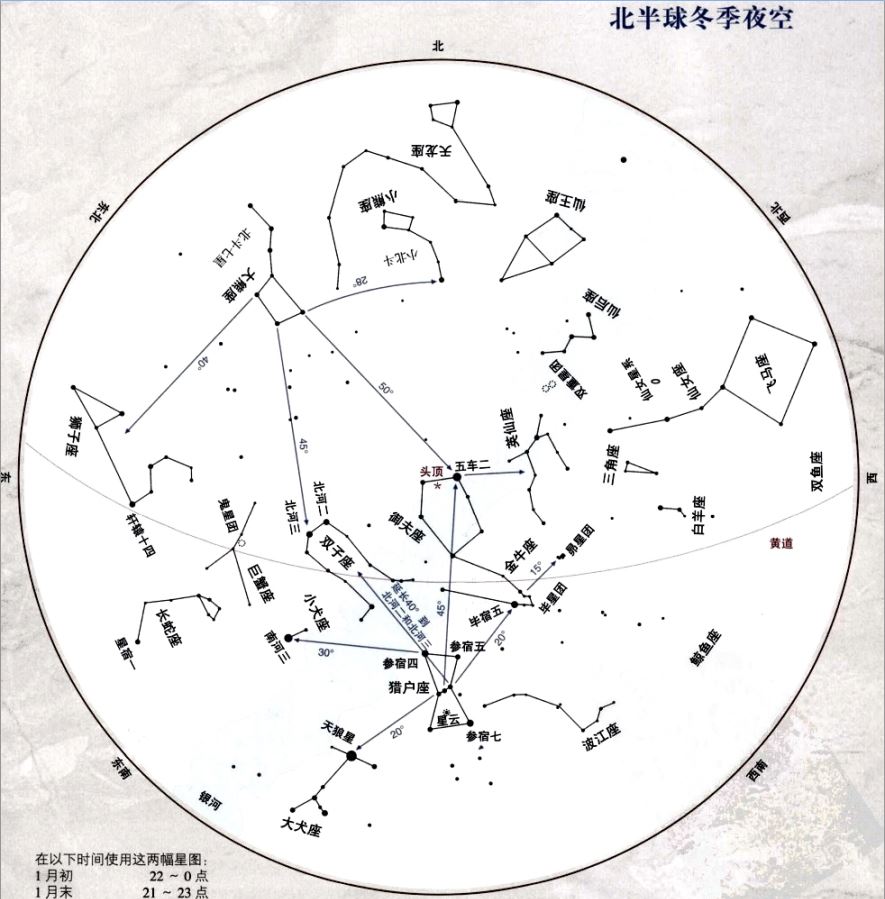 北半球冬季夜空
北
天龙座
小熊座
仙王座
东北
西北
北斗七星
小北斗
大熊座
28°
仙后座
40°
50°
双重星团
仙女星系
仙女座
飞马座
狮子座
英仙座
45°
三角座
双鱼座
头顶
五车二
东
西
轩辕十四
鬼星团
北河三
北河二
御夫座
白羊座
黄道
双子座
金牛座
昴星团
15°
巨蟹座
延长40° 到
北河二和北河三
45°
毕宿五
毕星团
长蛇座
星宿一
小犬座
南河三
30°
参宿四
参宿五
20°
鲸鱼座
猎户座
星云
参宿七
波江座
天狼星
20°
东南
西南
银河
大犬座
在以下时间使用这两幅星图：
1月初 22 ~ 0 点
1月末 21 ~ 23 点